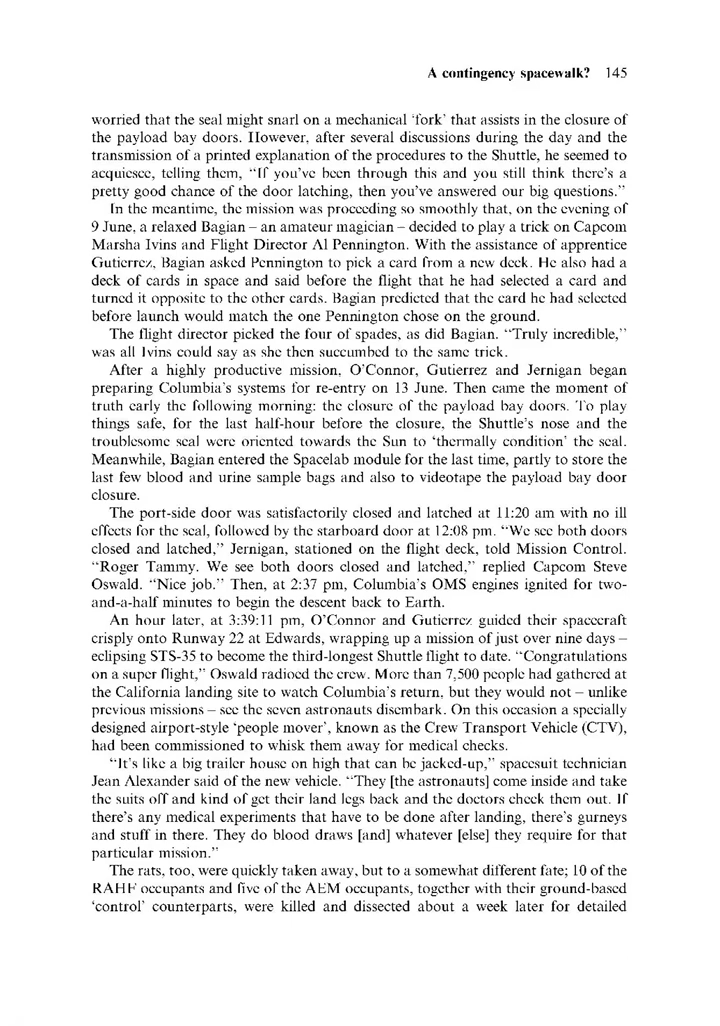 A contingency spacewalk? 145
worried that the seal might snarl on a mechanical ‘fork’ that assists in the closure of
the payload bay doors. However, after several discussions during the day and the
transmission of a printed explanation of the procedures to the Shuttle, he seemed to
acquiesce, telling them, “If you’ve been through this and you still think there’s a
pretty good chance of the door latching, then you’ve answered our big questions.”
In the meantime, the mission was proceeding so smoothly that, on the evening of
9 June, a relaxed Bagian – an amateur magician – decided to play a trick on Capcom
Marsha Ivins and Flight Director Al Pennington. With the assistance of apprentice
Gutierrez, Bagian asked Pennington to pick a card from a new deck. He also had a
deck of cards in space and said before the flight that he had selected a card and
turned it opposite to the other cards. Bagian predicted that the card he had selected
before launch would match the one Pennington chose on the ground.
The flight director picked the four of spades, as did Bagian. “Truly incredible,”
was all Ivins could say as she then succumbed to the same trick.
After a highly productive mission, O’Connor, Gutierrez and Jernigan began
preparing Columbia’s systems for re-entry on 13 June. Then came the moment of
truth early the following morning: the closure of the payload bay doors. To play
things safe, for the last half-hour before the closure, the Shuttle’s nose and the
troublesome seal were oriented towards the Sun to ‘thermally condition’ the seal.
Meanwhile, Bagian entered the Spacelab module for the last time, partly to store the
last few blood and urine sample bags and also to videotape the payload bay door
closure.
The port-side door was satisfactorily closed and latched at 11:20 am with no ill
effects for the seal, followed by the starboard door at 12:08 pm. “We see both doors
closed and latched,” Jernigan, stationed on the flight deck, told Mission Control.
“Roger Tammy. We see both doors closed and latched,” replied Capcom Steve
Oswald. “Nice job.” Then, at 2:37 pm, Columbia’s OMS engines ignited for two-
and-a-half minutes to begin the descent back to Earth.
An hour later, at 3:39:11 pm, O’Connor and Gutierrez guided their spacecraft
crisply onto Runway 22 at Edwards, wrapping up a mission of just over nine days –
eclipsing STS-35 to become the third-longest Shuttle flight to date. “Congratulations
on a super flight,” Oswald radioed the crew. More than 7,500 people had gathered at
the California landing site to watch Columbia’s return, but they would not – unlike
previous missions – see the seven astronauts disembark. On this occasion a specially
designed airport-style ‘people mover’, known as the Crew Transport Vehicle (CTV),
had been commissioned to whisk them away for medical checks.
“It’s like a big trailer house on high that can be jacked-up,” spacesuit technician
Jean Alexander said of the new vehicle. “They [the astronauts] come inside and take
the suits off and kind of get their land legs back and the doctors check them out. If
there’s any medical experiments that have to be done after landing, there’s gurneys
and stuff in there. They do blood draws [and] whatever [else] they require for that
particular mission.”
The rats, too, were quickly taken away, but to a somewhat different fate; 10 of the
RAHF occupants and five of the AEM occupants, together with their ground-based
‘control’ counterparts, were killed and dissected about a week later for detailed